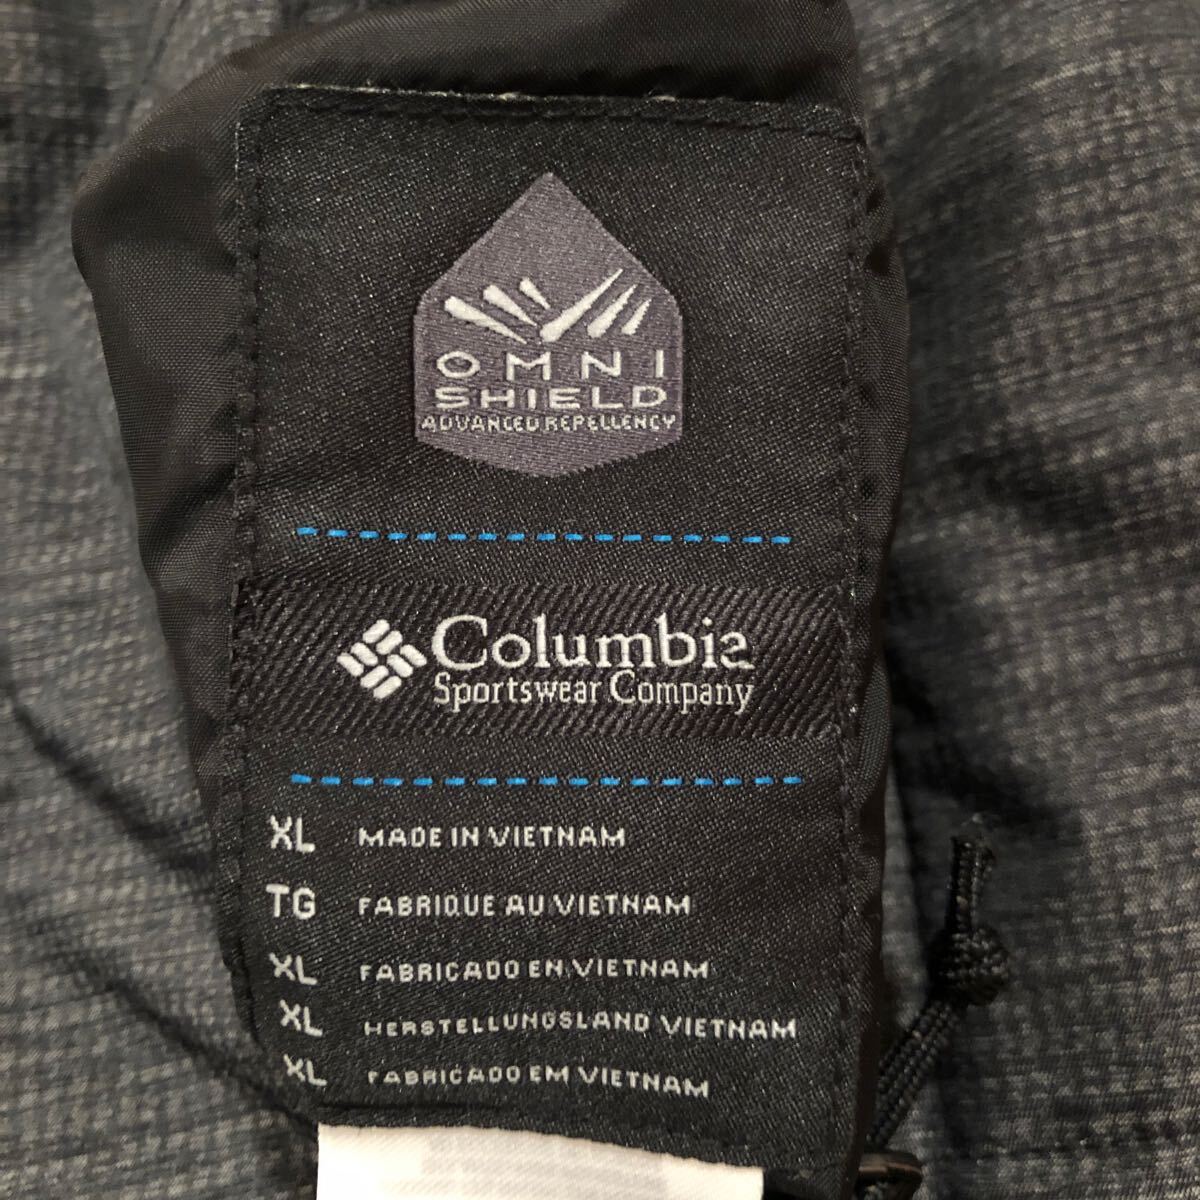 OMNI
SHIELD
ADVANCED REPELLENCY
Columbia
Sportswear Company
XL MADE IN VIETNAM
TG FABRIQUE AU VIETNAM
XL FABRICADO EN VIETNAM
XL HERSTELLUNGSLAND VIETNAM
XL FABRICADO EM VIETNAM